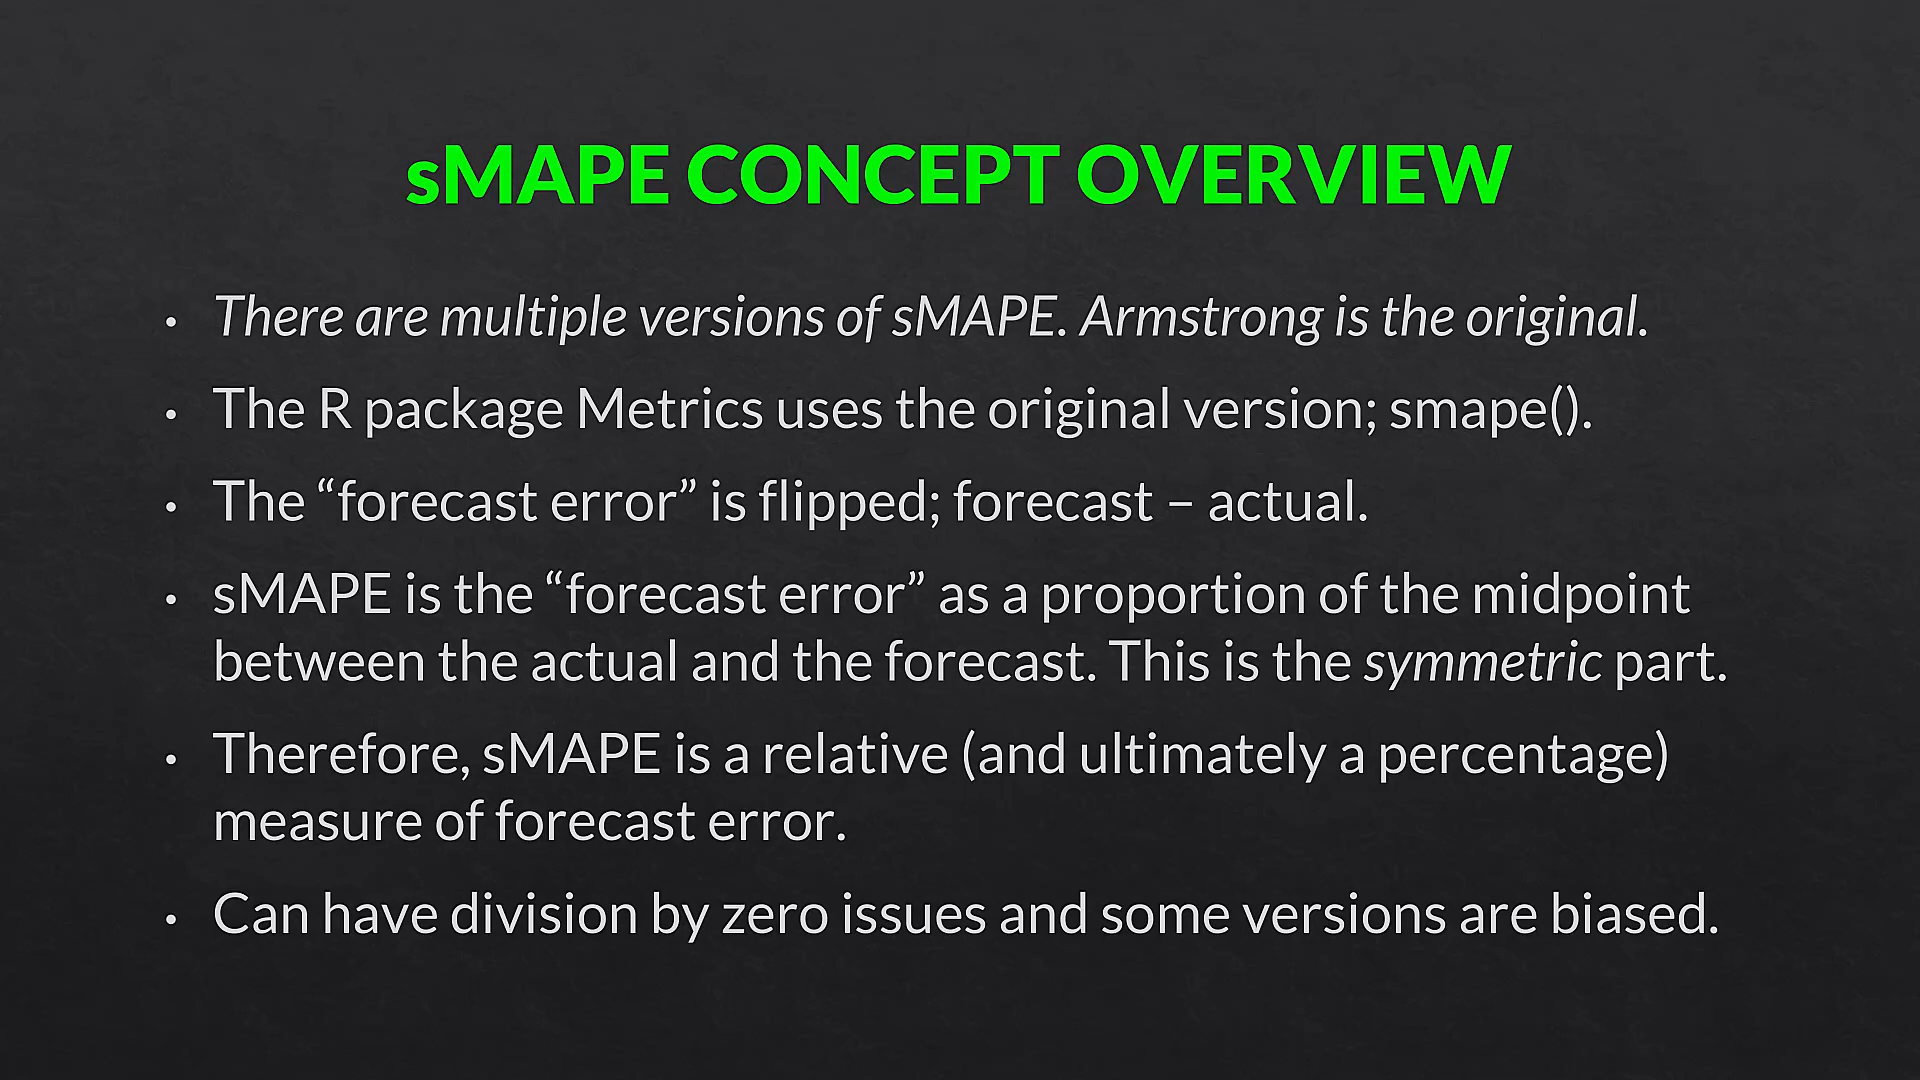 sMAPE CONCEPT OVERVIEW
• There are multiple versions of sMAPE. Armstrong is the original.
• The R package Metrics uses the original version; smape().
• The “forecast error” is flipped; forecast – actual.
• sMAPE is the “forecast error” as a proportion of the midpoint
between the actual and the forecast. This is the symmetric part.
• Therefore, sMAPE is a relative (and ultimately a percentage)
measure of forecast error.
• Can have division by zero issues and some versions are biased.